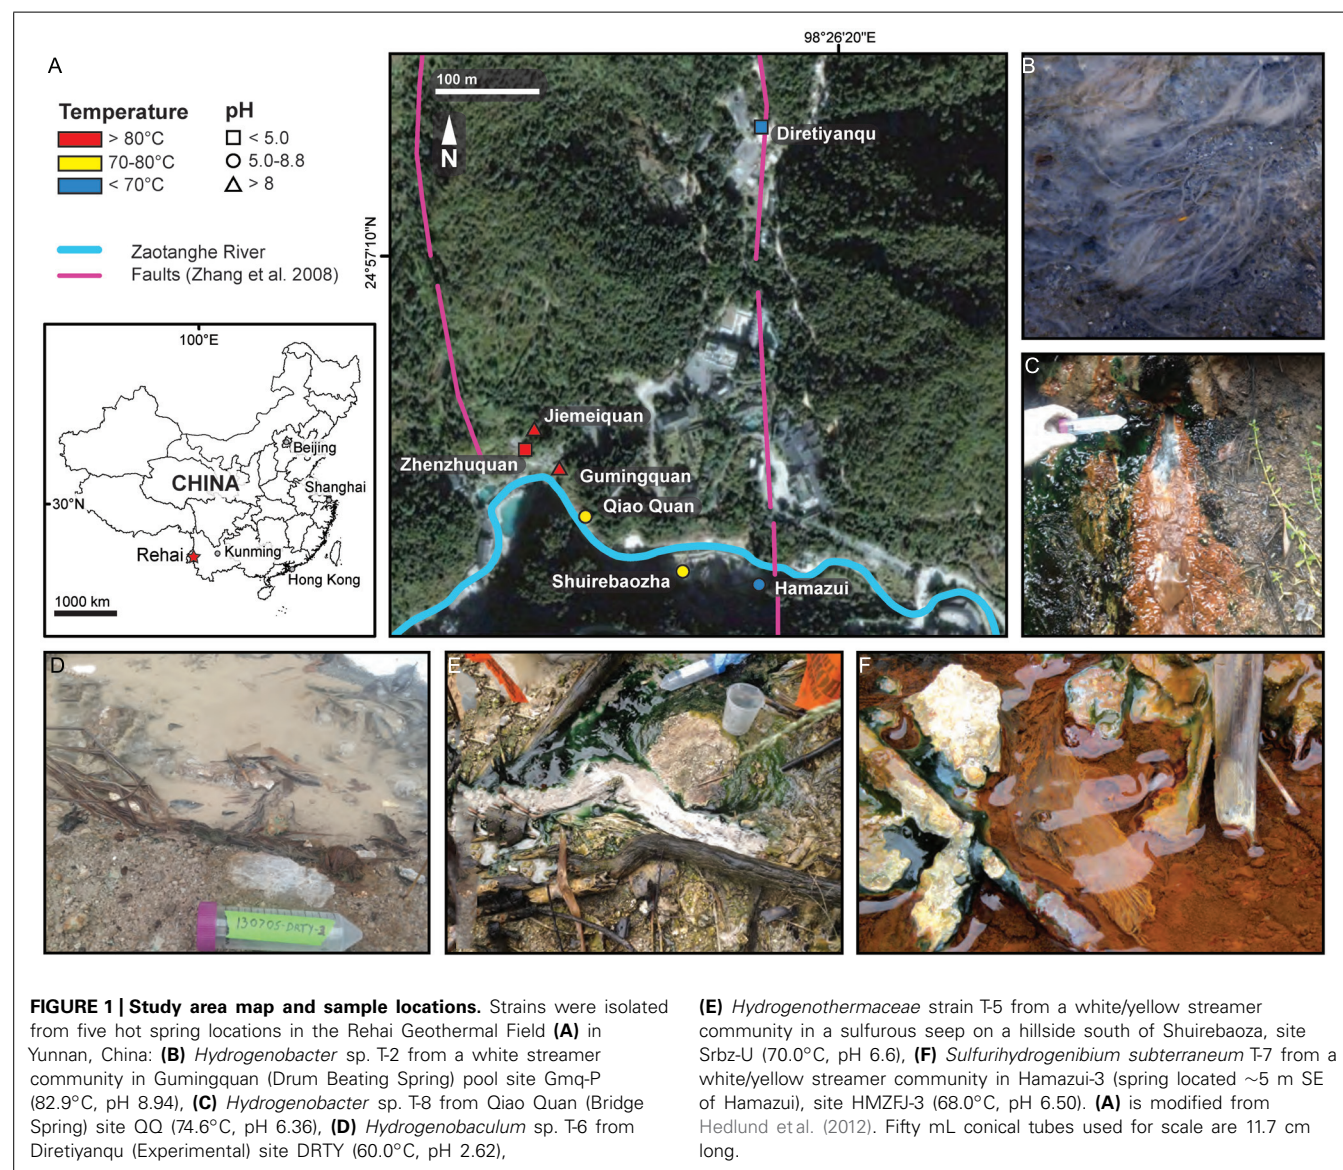 A
Temperature
> 80°C
70-80°C
< 70°C
pH
< 5.0
5.0-8.8
> 8
Zaotanghe River
Faults (Zhang et al. 2008)
100°E
30°N
CHINA
Beijing
Shanghai
Rehai
Kunming
Hong Kong
1000 km
98°26'20"E
24°57'10"N
100 m
N
Diretiyanqu
Jiemeiquan
Zhenzhuquan
Gumingquan
Qiao Quan
Shuirebaozha
Hamazui
B
C
D
130705-DRTY-2
E
F
FIGURE 1 | Study area map and sample locations. Strains were isolated
from five hot spring locations in the Rehai Geothermal Field (A) in
Yunnan, China: (B) Hydrogenobacter sp. T-2 from a white streamer
community in Gumingquan (Drum Beating Spring) pool site Gmq-P
(82.9°C, pH 8.94), (C) Hydrogenobacter sp. T-8 from Qiao Quan (Bridge
Spring) site QQ (74.6°C, pH 6.36), (D) Hydrogenobaculum sp. T-6 from
Diretiyanqu (Experimental) site DRTY (60.0°C, pH 2.62),
(E) Hydrogenothermaceae strain T-5 from a white/yellow streamer
community in a sulfurous seep on a hillside south of Shuirebaoza, site
Srbz-U (70.0°C, pH 6.6), (F) Sulfurihydrogenibium subterraneum T-7 from a
white/yellow streamer community in Hamazui-3 (spring located ∼5 m SE
of Hamazui), site HMZFJ-3 (68.0°C, pH 6.50). (A) is modified from
Hedlund et al. (2012). Fifty mL conical tubes used for scale are 11.7 cm
long.